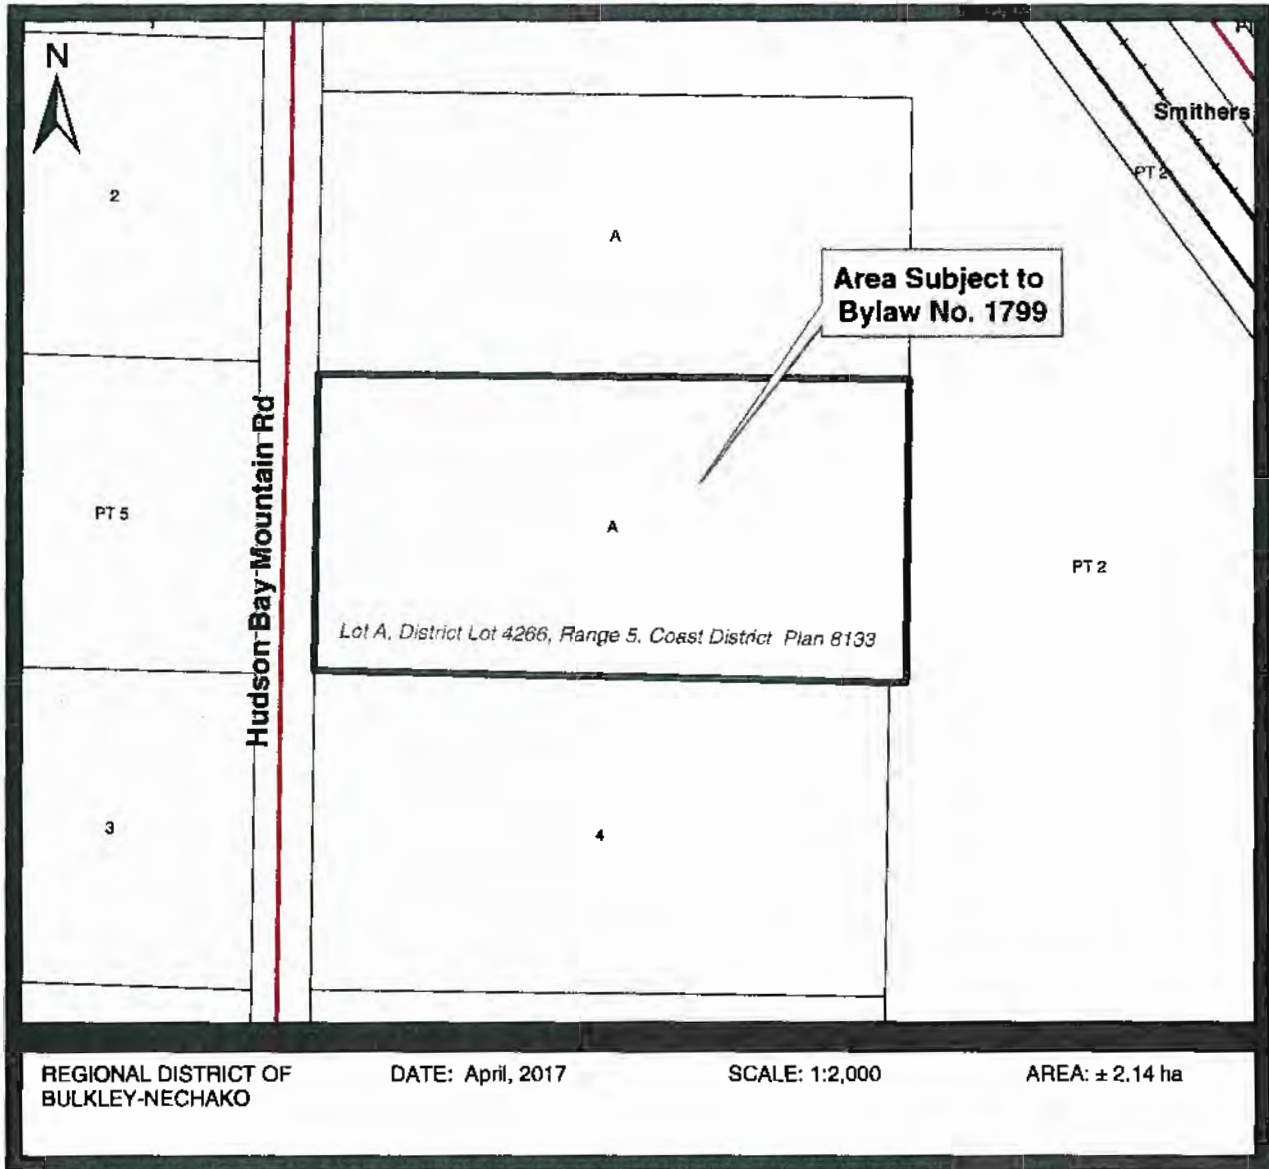 N
Smithers
PT 2
2
A
Area Subject to
Bylaw No. 1799
Hudson-Bay-Mountain-Rd
PT 5
A
PT 2
Lot A, District Lot 4266, Range 5, Coast District Plan 8133
3
4
REGIONAL DISTRICT OF
BULKLEY-NECHAKO
DATE: April, 2017
SCALE: 1:2,000
AREA: ± 2.14 ha